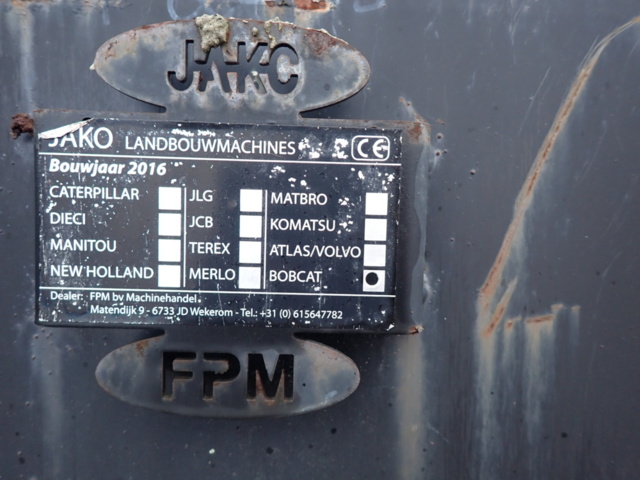 JAKO
JAKO LANDBOUWMACHINES CE
Bouwjaar 2016
CATERPILLAR JLG MATBRO
DIECI JCB KOMATSU
MANITOU TEREX ATLAS/VOLVO
NEW HOLLAND MERLO BOBCAT
Dealer: FPM bv Machinehandel
Matendijk 9 - 6733 JD Wekerom - Tel.: +31 (0) 615647782
FPM